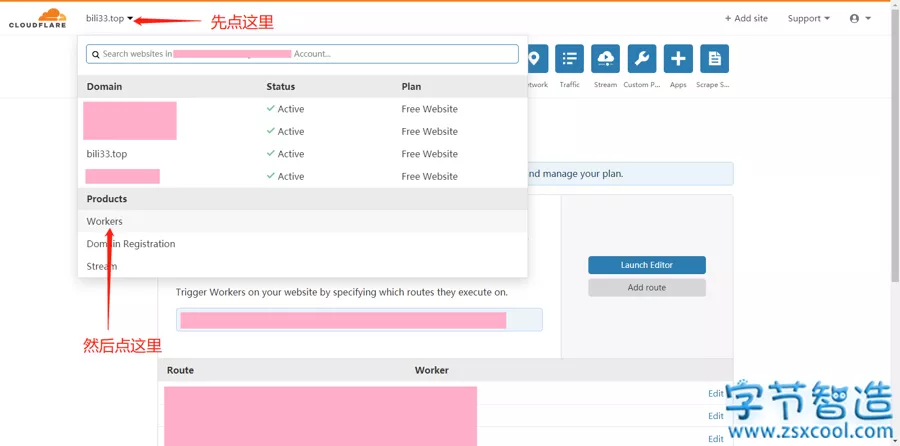 CLOUDFLARE
bili33.top
先点这里
+ Add site
Support
Search websites in Account...
Domain Status Plan
Active Free Website
Active Free Website
bili33.top Active Free Website
Active Free Website
Products
Workers
Domain Registration
Stream
Traffic
Stream
Custom P...
Apps
Scrape S...
and manage your plan.
Launch Editor
Add route
Trigger Workers on your website by specifying which routes they execute on.
然后点这里
Route Worker
Edit
Edit
Edit
字节智造
www.zsxcool.com